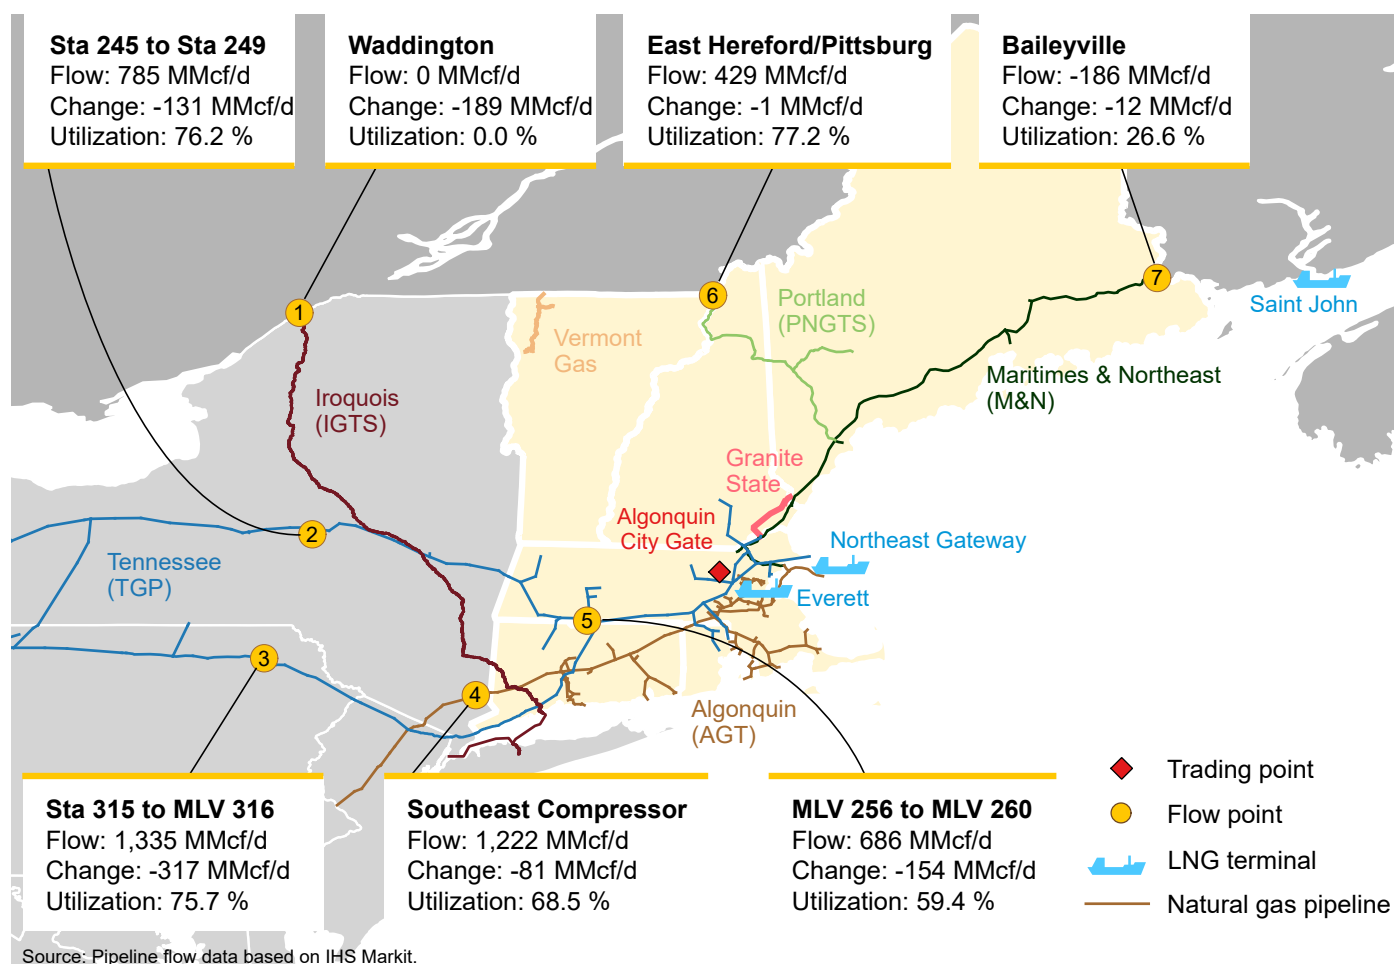 Sta 245 to Sta 249
Flow: 785 MMcf/d
Change: -131 MMcf/d
Utilization: 76.2 %
Waddington
Flow: 0 MMcf/d
Change: -189 MMcf/d
Utilization: 0.0 %
East Hereford/Pittsburg
Flow: 429 MMcf/d
Change: -1 MMcf/d
Utilization: 77.2 %
Baileyville
Flow: -186 MMcf/d
Change: -12 MMcf/d
Utilization: 26.6 %
1
6
7
Saint John
Portland
(PNGTS)
Vermont
Gas
Iroquois
(IGTS)
Maritimes & Northeast
(M&N)
Granite
State
Algonquin
City Gate
2
Northeast Gateway
Tennessee
(TGP)
Everett
5
3
4
Algonquin
(AGT)
Sta 315 to MLV 316
Flow: 1,335 MMcf/d
Change: -317 MMcf/d
Utilization: 75.7 %
Southeast Compressor
Flow: 1,222 MMcf/d
Change: -81 MMcf/d
Utilization: 68.5 %
MLV 256 to MLV 260
Flow: 686 MMcf/d
Change: -154 MMcf/d
Utilization: 59.4 %
Trading point
Flow point
LNG terminal
Natural gas pipeline
Source: Pipeline flow data based on IHS Markit.